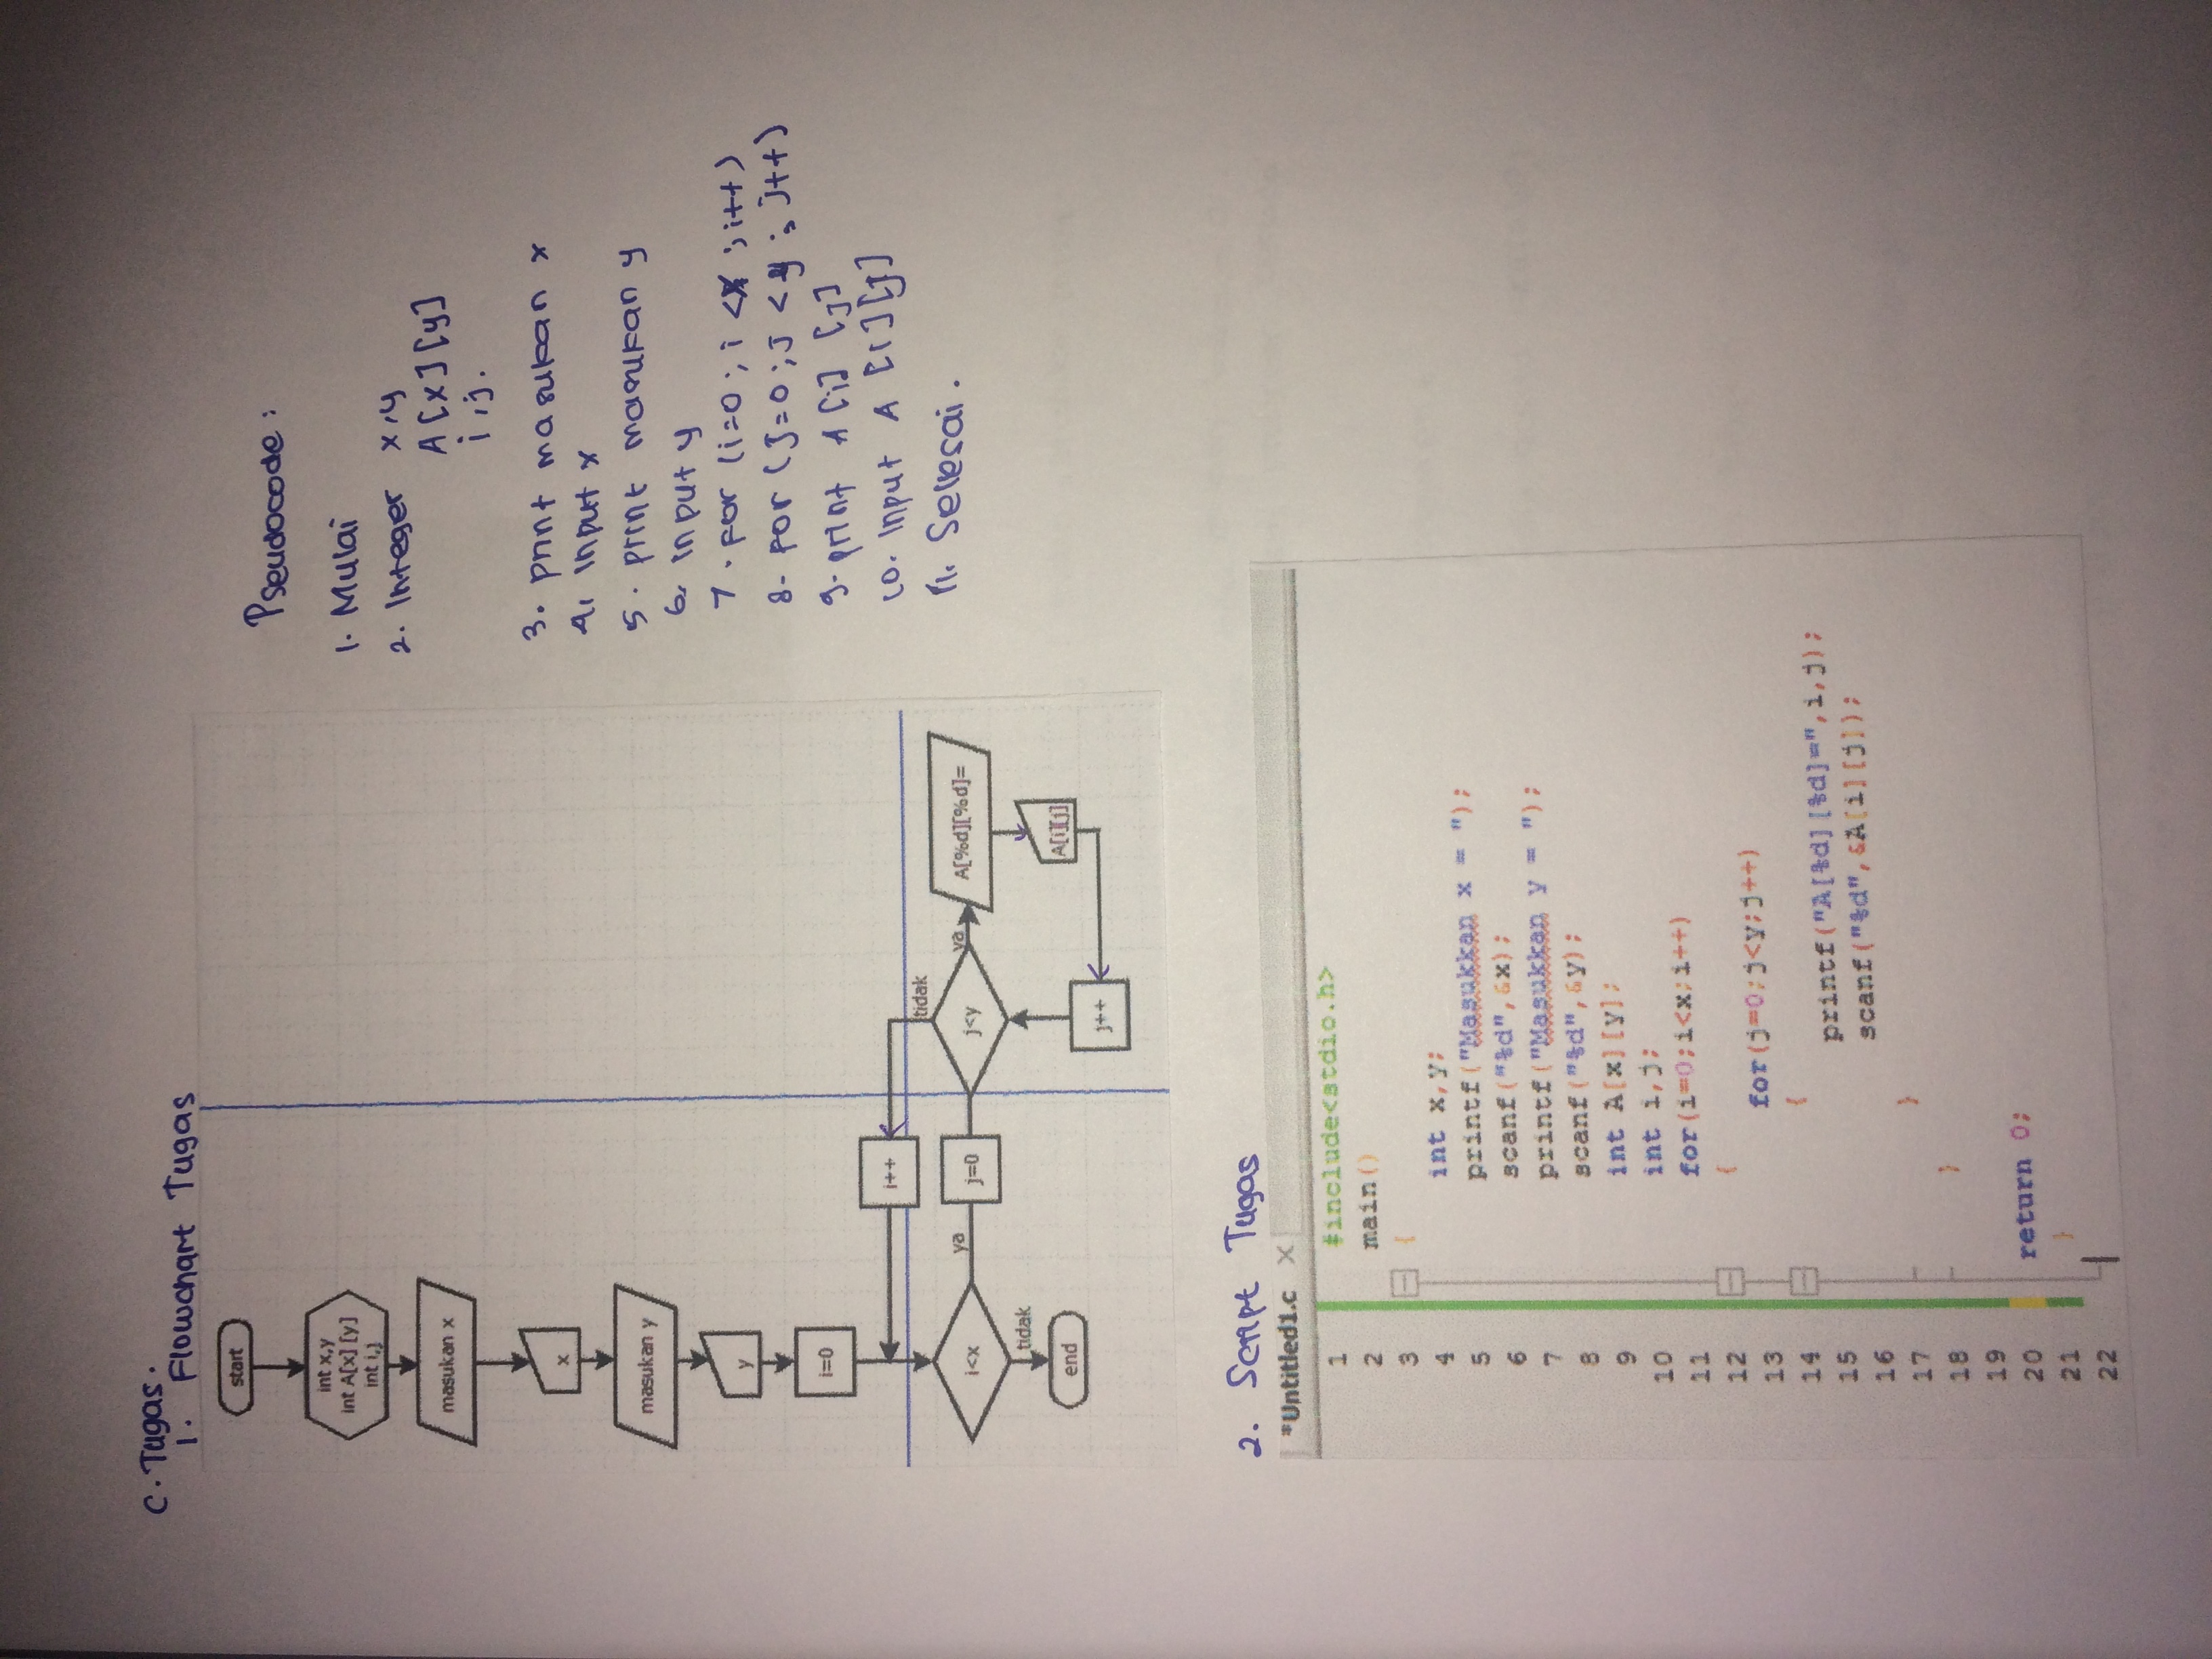 C. Tugas.
1. Flowchart Tugas
start
int x,y
int A[x][y]
int i,j
masukan x
x
masukan y
y
i=0
i<x
tidak
end
ya
i++
j=0
j<y
tidak
ya
A[%d][%d]=
A[i][j]
j++
Pseudocode :
1. Mulai
2. Integer x,y
A[x][y]
i,j.
3. print masukan x
4. Input x
5. print masukan y
6. Input y
7. For (i=0; i<x; i++)
8. For (j=0; j<y; j++)
9. print A[i][j]
10. Input A[i][j]
11. Selesai.
2. Script Tugas
*Untitled1.c X
1 #include<stdio.h>
2 main()
3 {
4 int x,y;
5 printf("Masukkan x = ");
6 scanf("%d",&x);
7 printf("Masukkan y = ");
8 scanf("%d",&y);
9 int A[x][y];
10 int i,j;
11 for(i=0;i<x;i++)
12 {
13 for(j=0;j<y;j++)
14 {
15 printf("A[%d][%d]=",i,j);
16 scanf("%d",&A[i][j]);
17 }
18 }
19
20 return 0;
21 }
22